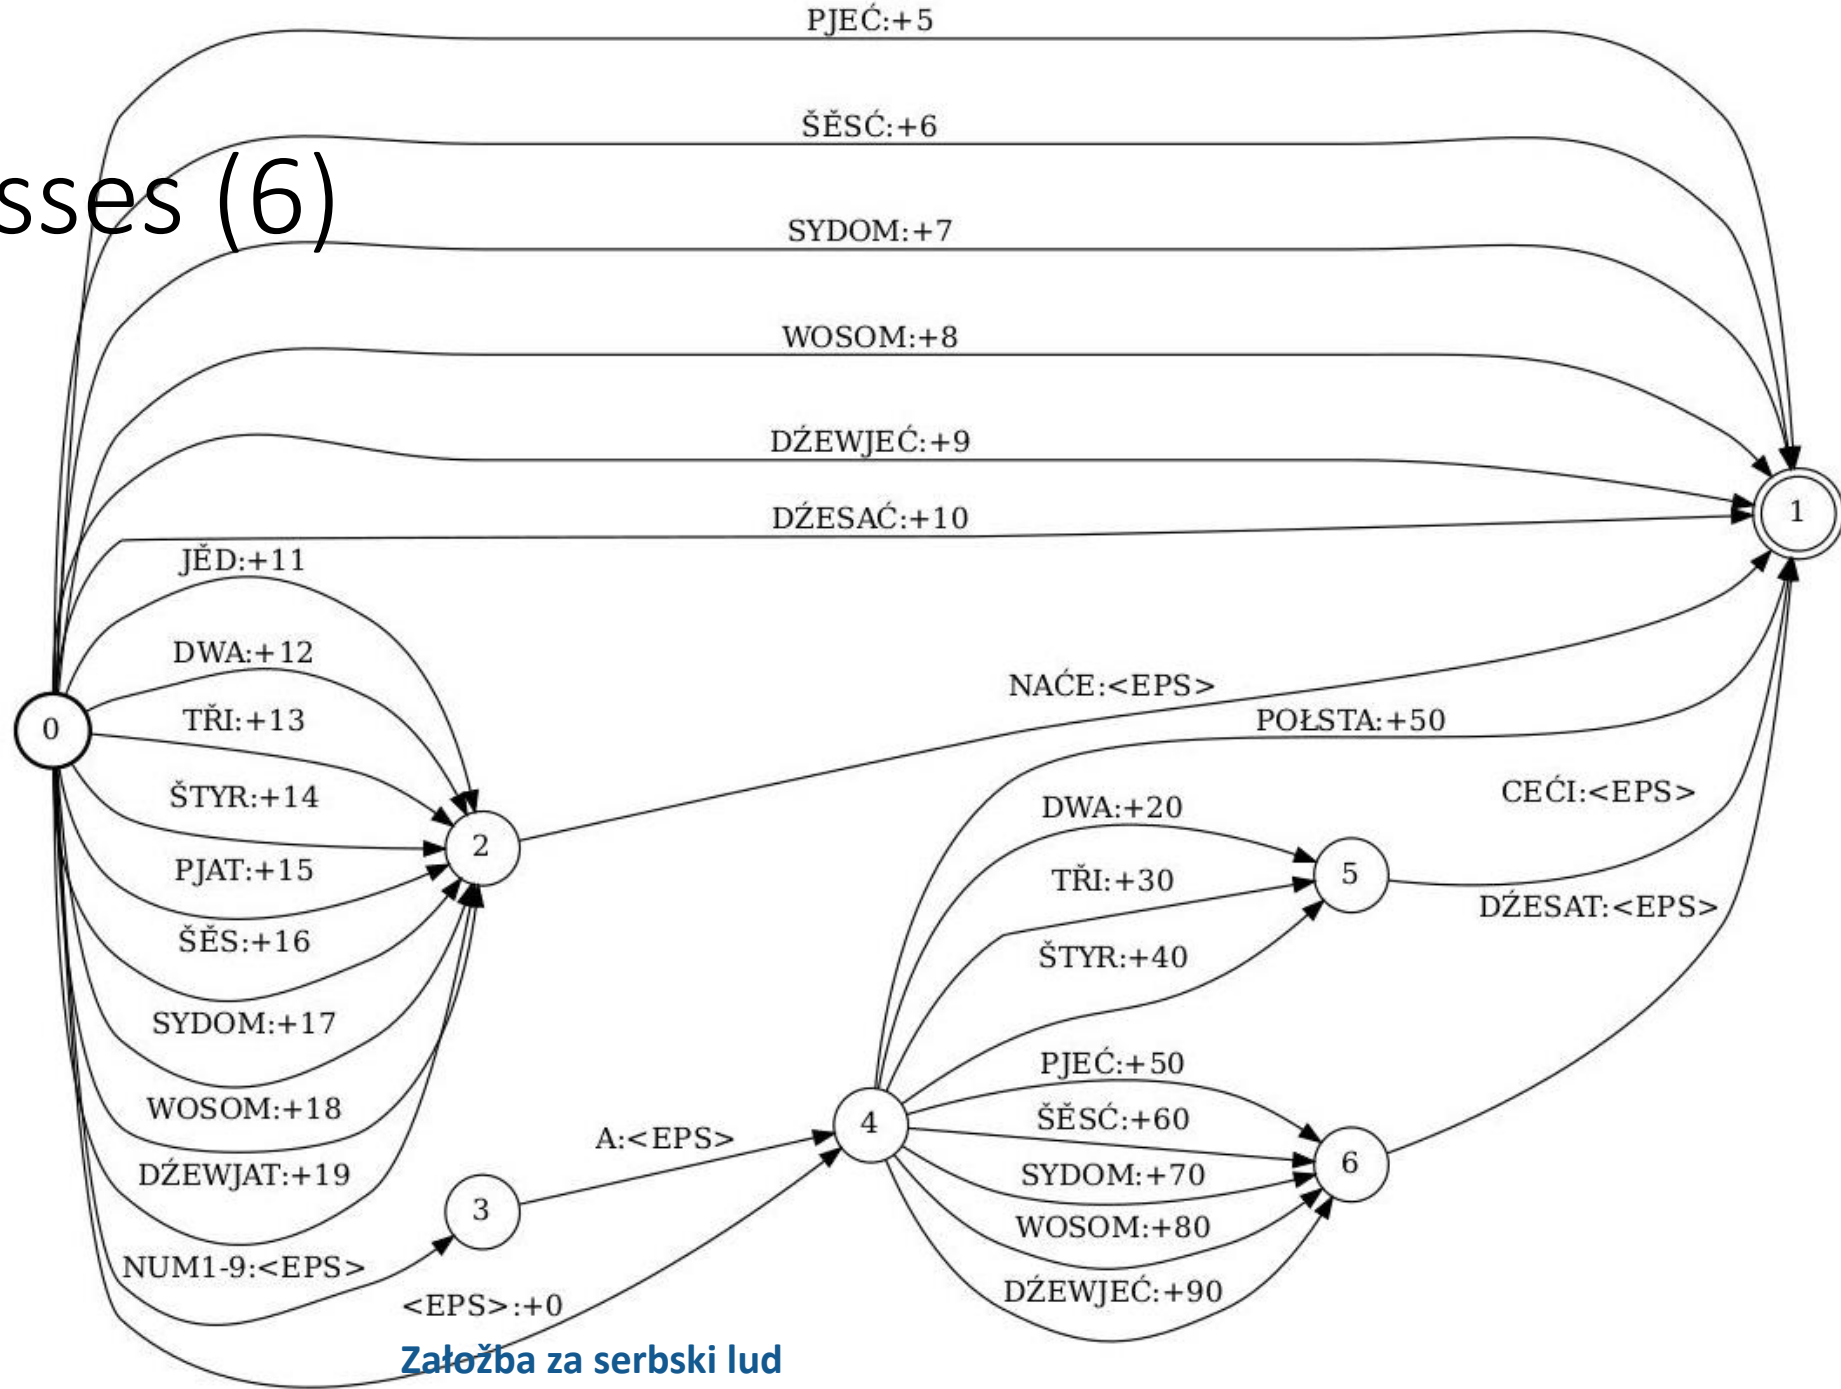 PJEĆ:+5
ŠĚSĆ:+6
sses (6)
SYDOM:+7
WOSOM:+8
DŹEWJEĆ:+9
DŹESAĆ:+10
1
JĚD:+11
DWA:+12
NAĆE:<EPS>
TŘI:+13
POŁSTA:+50
0
ŠTYR:+14
CEĆI:<EPS>
DWA:+20
2
PJAT:+15
TŘI:+30
5
DŹESAT:<EPS>
ŠĚS:+16
ŠTYR:+40
SYDOM:+17
PJEĆ:+50
WOSOM:+18
ŠĚSĆ:+60
4
A:<EPS>
6
DŹEWJAT:+19
SYDOM:+70
3
WOSOM:+80
NUM1-9:<EPS>
DŹEWJEĆ:+90
<EPS>:+0
Załožba za serbski lud